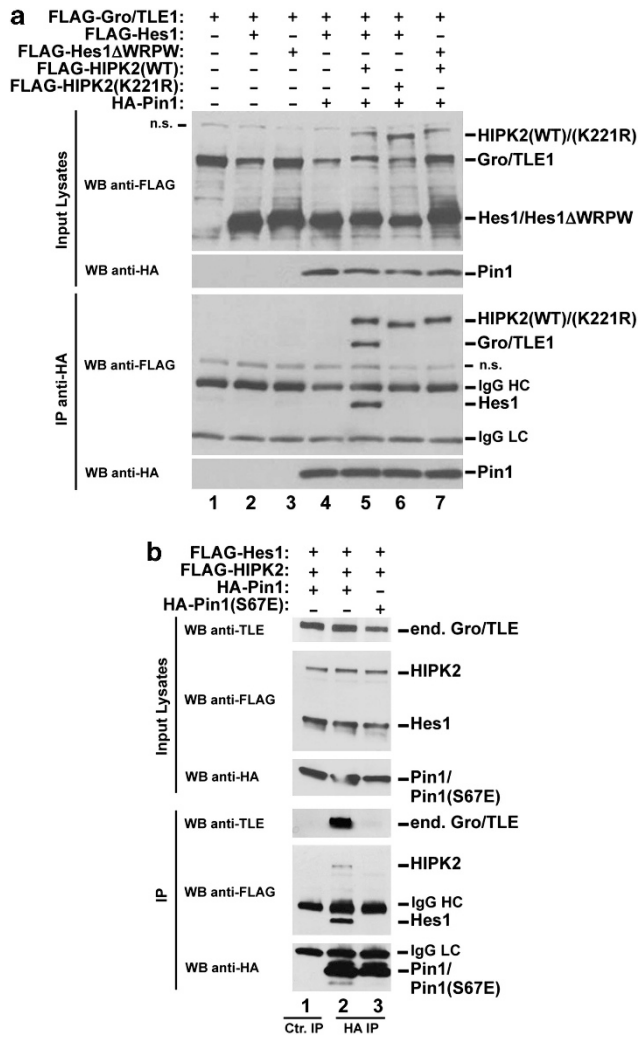 a
FLAG-Gro/TLE1: + + + + + + +
FLAG-Hes1: – + – + + + –
FLAG-Hes1ΔWRPW: – – + – – – +
FLAG-HIPK2(WT): – – – – + – +
FLAG-HIPK2(K221R): – – – – – + –
HA-Pin1: – – – + + + +
Input Lysates
n.s.
WB anti-FLAG
HIPK2(WT)/(K221R)
Gro/TLE1
Hes1/Hes1ΔWRPW
WB anti-HA
Pin1
IP anti-HA
WB anti-FLAG
HIPK2(WT)/(K221R)
Gro/TLE1
n.s.
IgG HC
Hes1
IgG LC
WB anti-HA
Pin1
1 2 3 4 5 6 7
b
FLAG-Hes1: + + +
FLAG-HIPK2: + + +
HA-Pin1: + + –
HA-Pin1(S67E): – – +
Input Lysates
WB anti-TLE
end. Gro/TLE
WB anti-FLAG
HIPK2
Hes1
WB anti-HA
Pin1/
Pin1(S67E)
IP
WB anti-TLE
end. Gro/TLE
WB anti-FLAG
HIPK2
IgG HC
Hes1
WB anti-HA
IgG LC
Pin1/
Pin1(S67E)
1 2 3
Ctr. IP HA IP